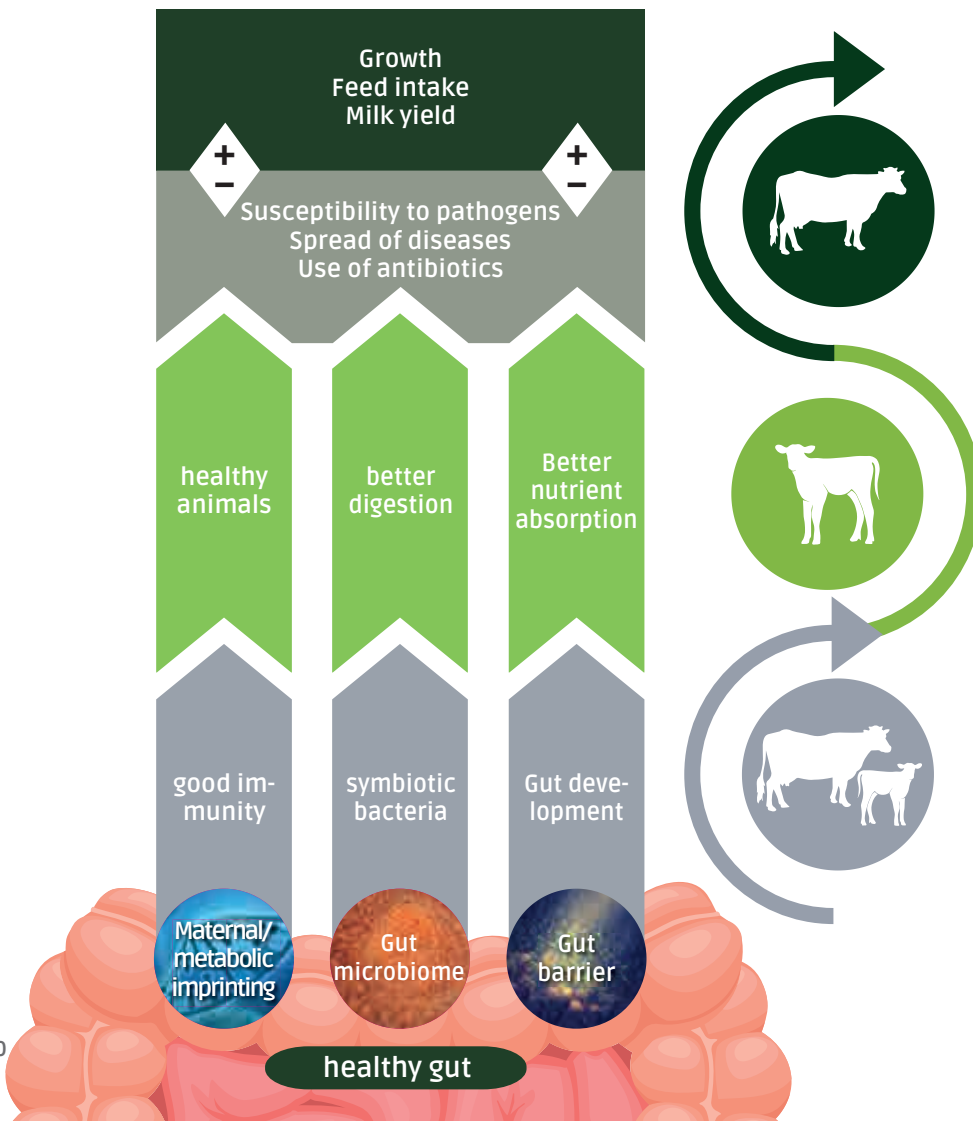 Growth
Feed intake
Milk yield
+
–
+
–
Susceptibility to pathogens
Spread of diseases
Use of antibiotics
healthy
animals
better
digestion
Better
nutrient
absorption
good im-
munity
symbiotic
bacteria
Gut deve-
lopment
Maternal/
metabolic
imprinting
Gut
microbiome
Gut
barrier
healthy gut